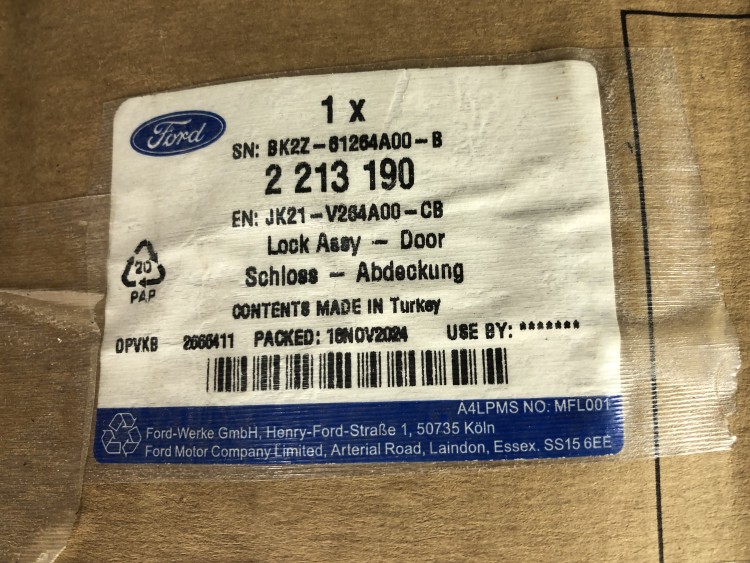 Ford
1 x
SN: BK2Z-61264A00-B
2 213 190
EN: JK21-V264A00-CB
Lock Assy - Door
Schloss - Abdeckung
20
PAP
CONTENTS MADE IN Turkey
OPVKB 2666411 PACKED: 16NOV2024 USE BY: *******
A4LPMS NO. MFL001
Ford-Werke GmbH, Henry-Ford-Straße 1, 50735 Köln
Ford Motor Company Limited, Arterial Road, Laindon, Essex. SS15 6EE